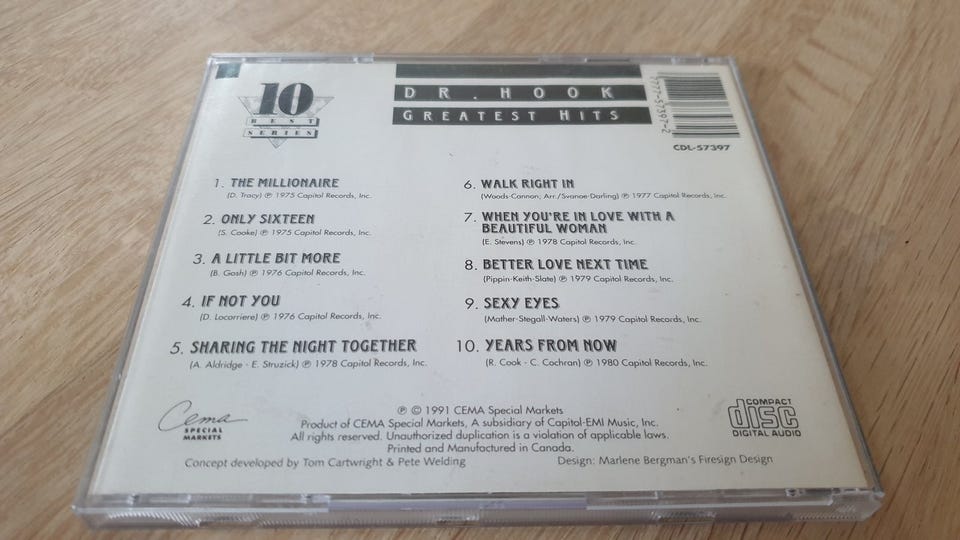 10
BEST
SERIES
DR. HOOK
GREATEST HITS
7777-57397-2
CDL-57397
1. THE MILLIONAIRE
(D. Tracy) ℗ 1975 Capitol Records, Inc.
2. ONLY SIXTEEN
(S. Cooke) ℗ 1975 Capitol Records, Inc.
3. A LITTLE BIT MORE
(B. Gosh) ℗ 1976 Capitol Records, Inc.
4. IF NOT YOU
(D. Locorriere) ℗ 1976 Capitol Records, Inc.
5. SHARING THE NIGHT TOGETHER
(A. Aldridge - E. Struzick) ℗ 1978 Capitol Records, Inc.
6. WALK RIGHT IN
(Woods-Cannon; Arr./Svanoe-Darling) ℗ 1977 Capitol Records, Inc.
7. WHEN YOU'RE IN LOVE WITH A
BEAUTIFUL WOMAN
(E. Stevens) ℗ 1978 Capitol Records, Inc.
8. BETTER LOVE NEXT TIME
(Pippin-Keith-Slate) ℗ 1979 Capitol Records, Inc.
9. SEXY EYES
(Mather-Stegall-Waters) ℗ 1979 Capitol Records, Inc.
10. YEARS FROM NOW
(R. Cook - C. Cochran) ℗ 1980 Capitol Records, Inc.
Cema
SPECIAL
MARKETS
℗ © 1991 CEMA Special Markets
Product of CEMA Special Markets, A subsidiary of Capitol-EMI Music, Inc.
All rights reserved. Unauthorized duplication is a violation of applicable laws.
Printed and Manufactured in Canada.
Concept developed by Tom Cartwright & Pete Welding
Design: Marlene Bergman's Firesign Design
COMPACT
disc
DIGITAL AUDIO